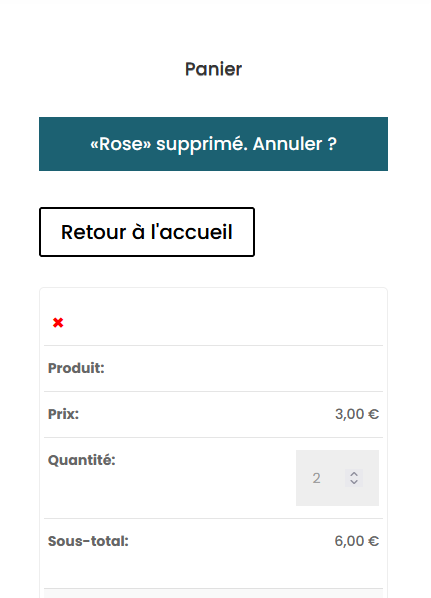 Panier
«Rose» supprimé. Annuler ?
Retour à l'accueil
✖
Produit:
Prix: 3,00 €
Quantité: 2
Sous-total: 6,00 €